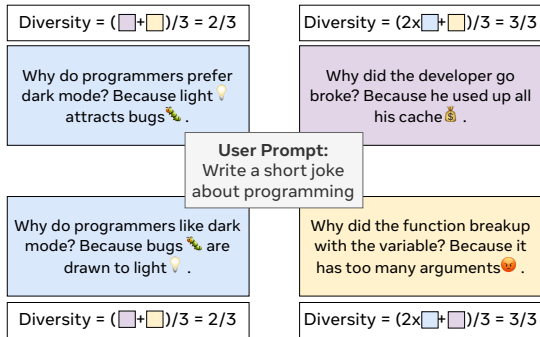 Diversity = (+)/3 = 2/3
Diversity = (2x+)/3 = 3/3
Why do programmers prefer
dark mode? Because light💡
attracts bugs🐛 .
Why did the developer go
broke? Because he used up all
his cache💰 .
User Prompt:
Write a short joke
about programming
Why do programmers like dark
mode? Because bugs 🐛 are
drawn to light💡 .
Why did the function breakup
with the variable? Because it
has too many arguments😡 .
Diversity = (+)/3 = 2/3
Diversity = (2x+)/3 = 3/3